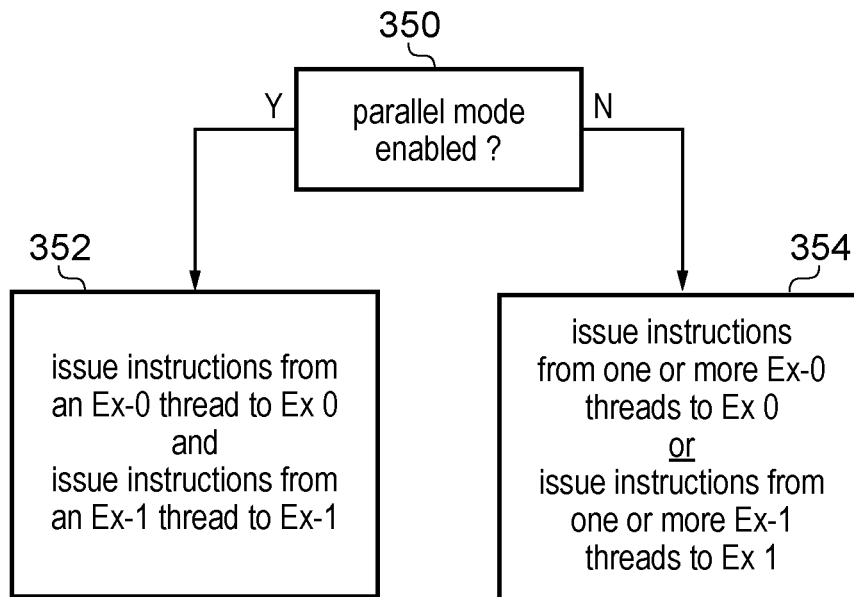 350
Y
parallel mode
enabled ?
N
352
issue instructions from
an Ex-0 thread to Ex 0
and
issue instructions from
an Ex-1 thread to Ex-1
354
issue instructions
from one or more Ex-0
threads to Ex 0
or
issue instructions from
one or more Ex-1
threads to Ex 1